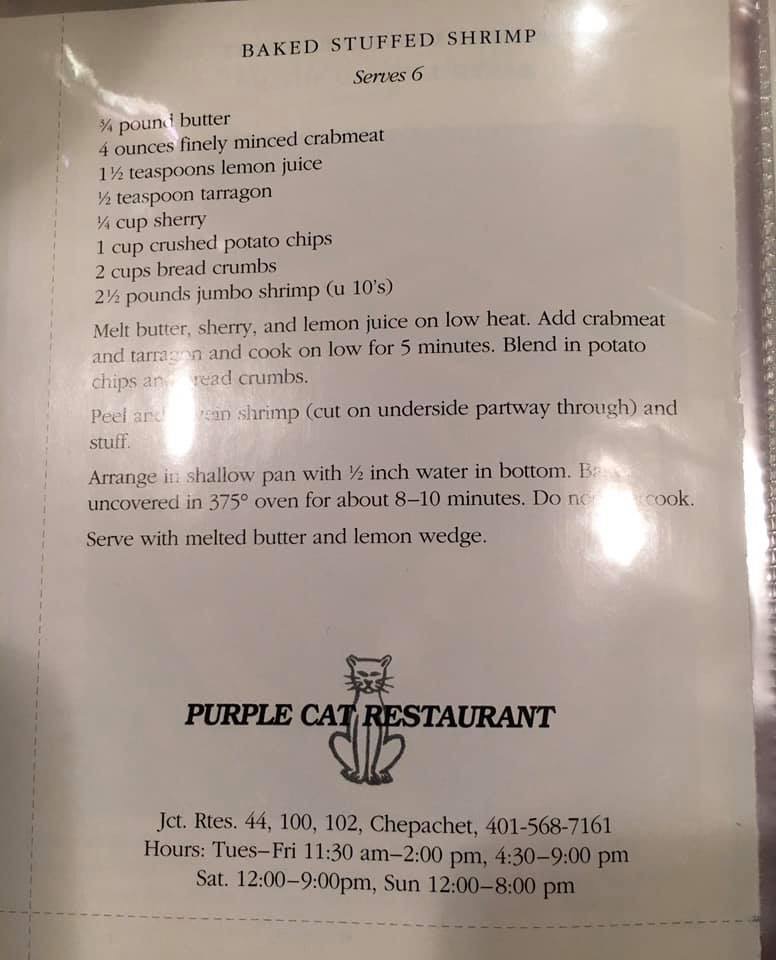 BAKED STUFFED SHRIMP
Serves 6
¾ pound butter
4 ounces finely minced crabmeat
1½ teaspoons lemon juice
½ teaspoon tarragon
¼ cup sherry
1 cup crushed potato chips
2 cups bread crumbs
2½ pounds jumbo shrimp (u 10's)
Melt butter, sherry, and lemon juice on low heat. Add crabmeat
and tarragon and cook on low for 5 minutes. Blend in potato
chips and bread crumbs.
Peel and shrimp (cut on underside partway through) and
stuff.
Arrange in shallow pan with ½ inch water in bottom. Bake
uncovered in 375° oven for about 8–10 minutes. Do not cook.
Serve with melted butter and lemon wedge.
PURPLE CAT RESTAURANT
Jct. Rtes. 44, 100, 102, Chepachet, 401-568-7161
Hours: Tues–Fri 11:30 am–2:00 pm, 4:30–9:00 pm
Sat. 12:00–9:00pm, Sun 12:00–8:00 pm